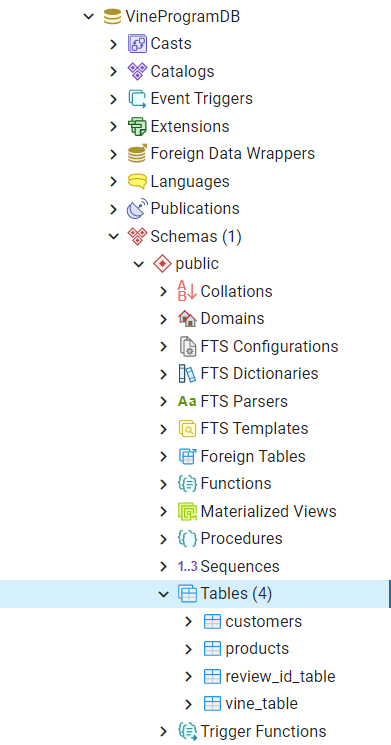 VineProgramDB
Casts
Catalogs
Event Triggers
Extensions
Foreign Data Wrappers
Languages
Publications
Schemas (1)
public
Collations
Domains
FTS Configurations
FTS Dictionaries
Aa FTS Parsers
FTS Templates
Foreign Tables
Functions
Materialized Views
Procedures
1..3 Sequences
Tables (4)
customers
products
review_id_table
vine_table
Trigger Functions